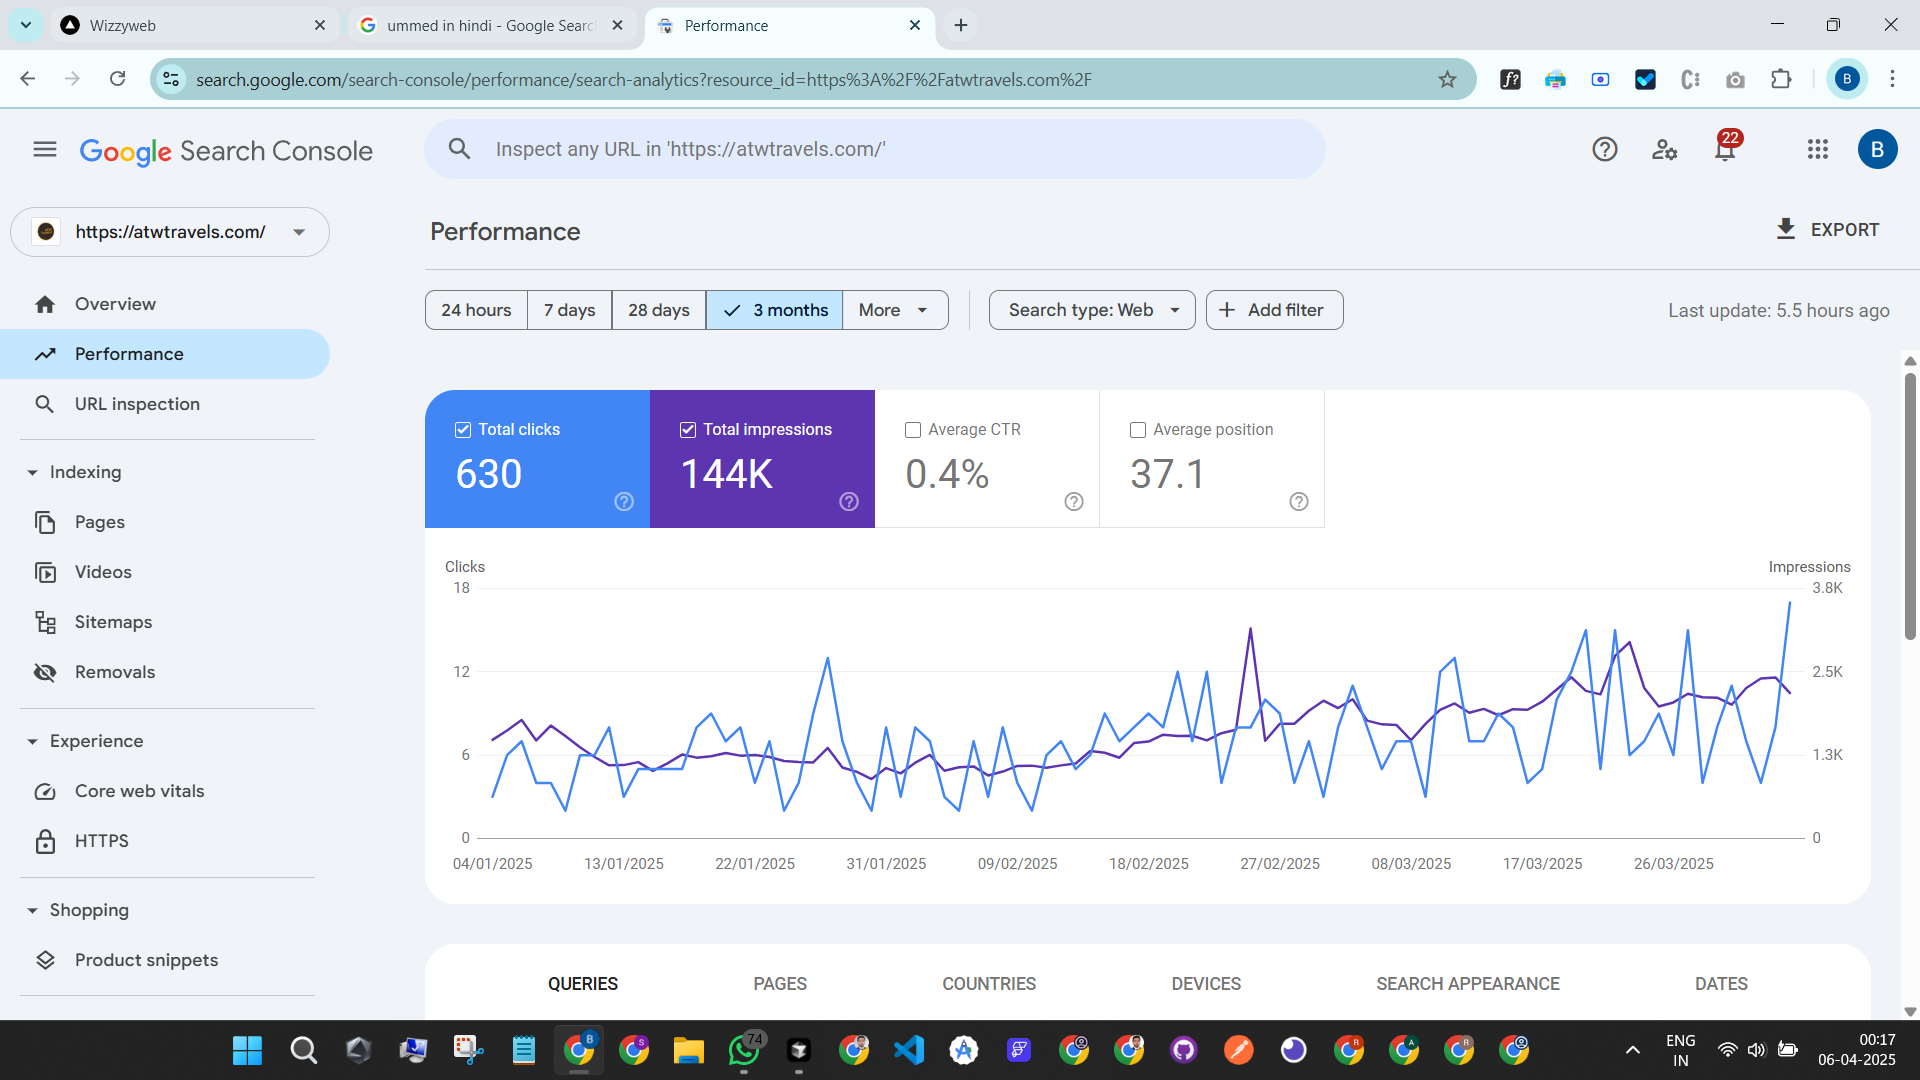 Wizzyweb
ummed in hindi - Google Searc
Performance
search.google.com/search-console/performance/search-analytics?resource_id=https%3A%2F%2Fatwtravels.com%2F
B
Google Search Console
Inspect any URL in 'https://atwtravels.com/'
22
B
https://atwtravels.com/
Performance
EXPORT
Overview
Performance
URL inspection
Indexing
Pages
Videos
Sitemaps
Removals
Experience
Core web vitals
HTTPS
Shopping
Product snippets
24 hours
7 days
28 days
3 months
More
Search type: Web
Add filter
Last update: 5.5 hours ago
Total clicks
630
Total impressions
144K
Average CTR
0.4%
Average position
37.1
Clicks
Impressions
18
12
6
0
3.8K
2.5K
1.3K
0
04/01/2025
13/01/2025
22/01/2025
31/01/2025
09/02/2025
18/02/2025
27/02/2025
08/03/2025
17/03/2025
26/03/2025
QUERIES
PAGES
COUNTRIES
DEVICES
SEARCH APPEARANCE
DATES
B
S
74
R
A
R
ENG
IN
00:17
06-04-2025